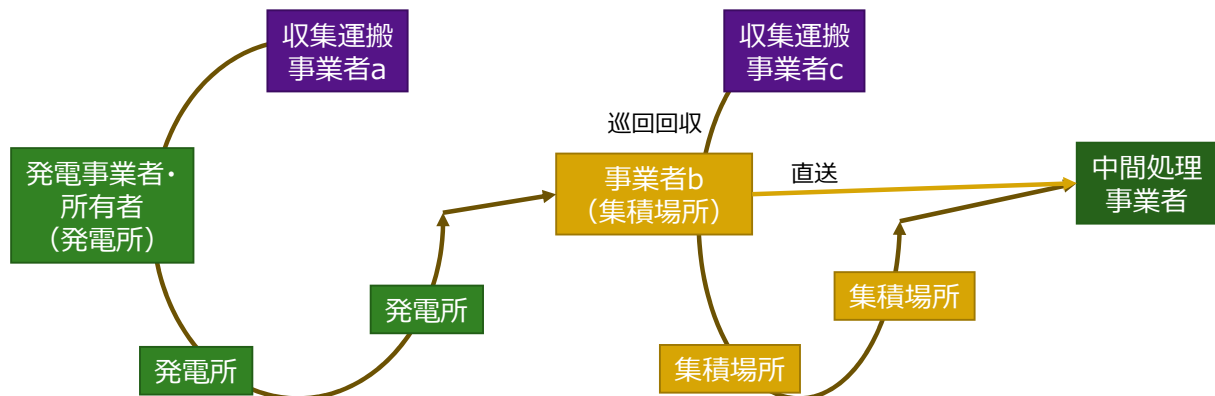 収集運搬
事業者a
収集運搬
事業者c
巡回回収
発電事業者・
所有者
（発電所）
事業者b
（集積場所）
直送
中間処理
事業者
発電所
集積場所
発電所
集積場所